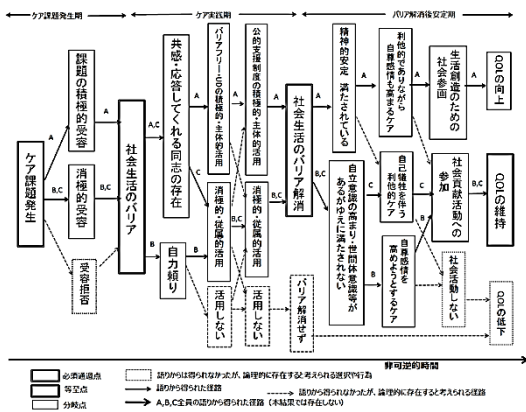 ケア課題発生期
ケア実践期
バリア解消後安定期
ケア課題発生
課題の積極的受容
消極的受容
受容拒否
社会生活のバリア
共感・応答してくれる同志の存在
自力頼り
バリアフリー・UDの積極的・主体的活用
消極的・従属的活用
活用しない
公的支援制度の積極的・主体的活用
消極的・従属的活用
活用しない
社会生活のバリア解消
バリア解消せず
精神的安定 満たされている
自立意識の高まり・世間体意識等が
あるがゆえに満たされない
利他的でありながら
自尊感情も高まるケア
自己犠牲を伴う
利他的ケア
自尊感情を
高めようとするケア
生活創造のための
社会参画
社会貢献活動への
参加
社会活動しない
QOLの向上
QOLの維持
QOLの低下
A
A
B,C
B,C
A,C
B
A
C
B
A
B,C
A
B,C
A
B,C
A
C
B
A
C
B
A
B,C
非可逆的時間
必須通過点
等至点
分岐点
語りからは得られなかったが、論理的に存在すると考えられる選択や行為
語りから得られた径路
語りからは得られなかったが、論理的に存在すると考えられる径路
A,B,C全員の語りから得られた径路（本結果では存在しない）